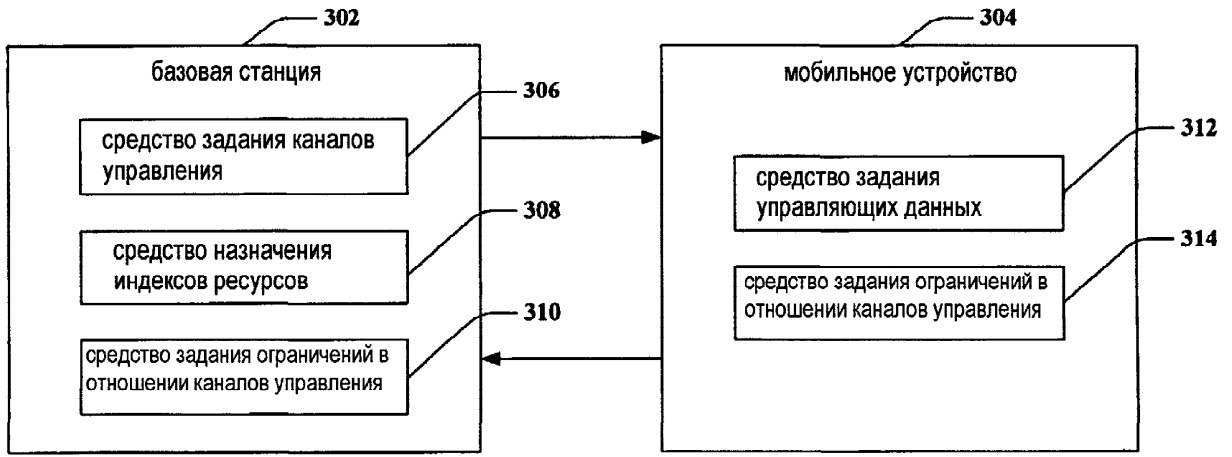 302
базовая станция
306
средство задания каналов
управления
308
средство назначения
индексов ресурсов
310
средство задания ограничений в
отношении каналов управления
304
мобильное устройство
312
средство задания
управляющих данных
314
средство задания ограничений в
отношении каналов управления